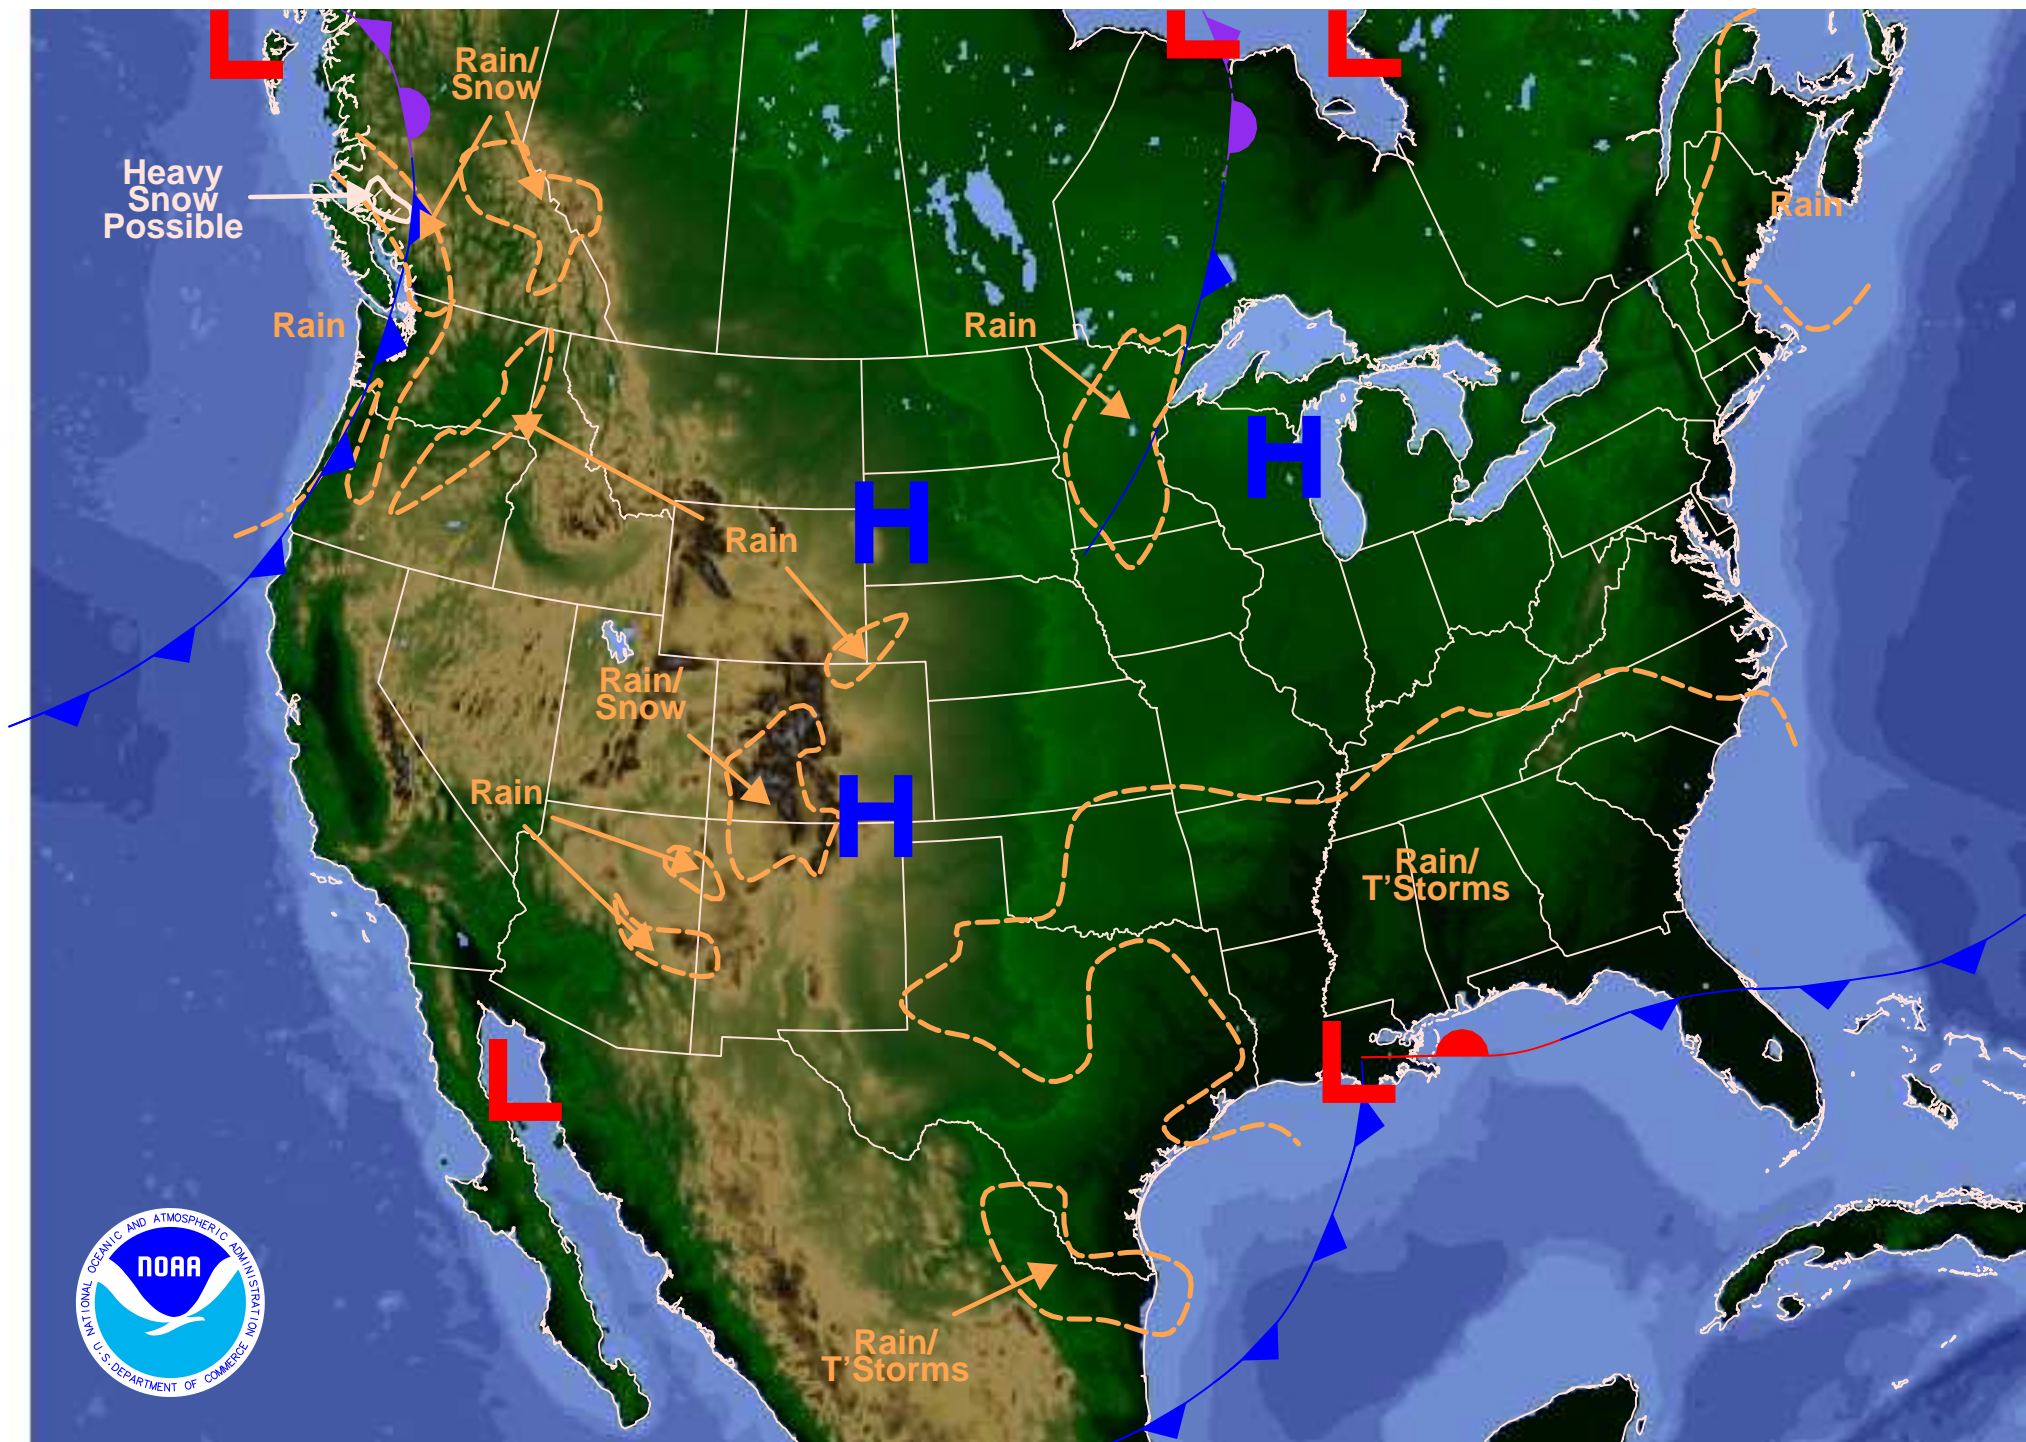 L
L
L
Rain/
Snow
Heavy
Snow
Possible
Rain
Rain
Rain
H
H
Rain
Rain/
Snow
Rain
H
Rain/
T'Storms
L
L
Rain/
T'Storms
NATIONAL OCEANIC AND ATMOSPHERIC ADMINISTRATION
NOAA
U.S. DEPARTMENT OF COMMERCE